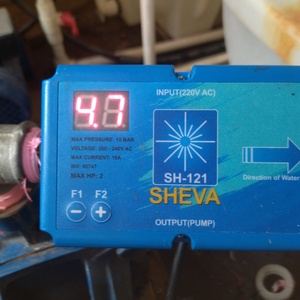 4.7
INPUT(220V AC)
MAX PRESSURE: 10 BAR
VOLTAGE: 200 - 240V AC
MAX CURRENT: 16A
MAX HP: 2
F1 F2
SH-121
SHEVA
Direction of Water
OUTPUT(PUMP)